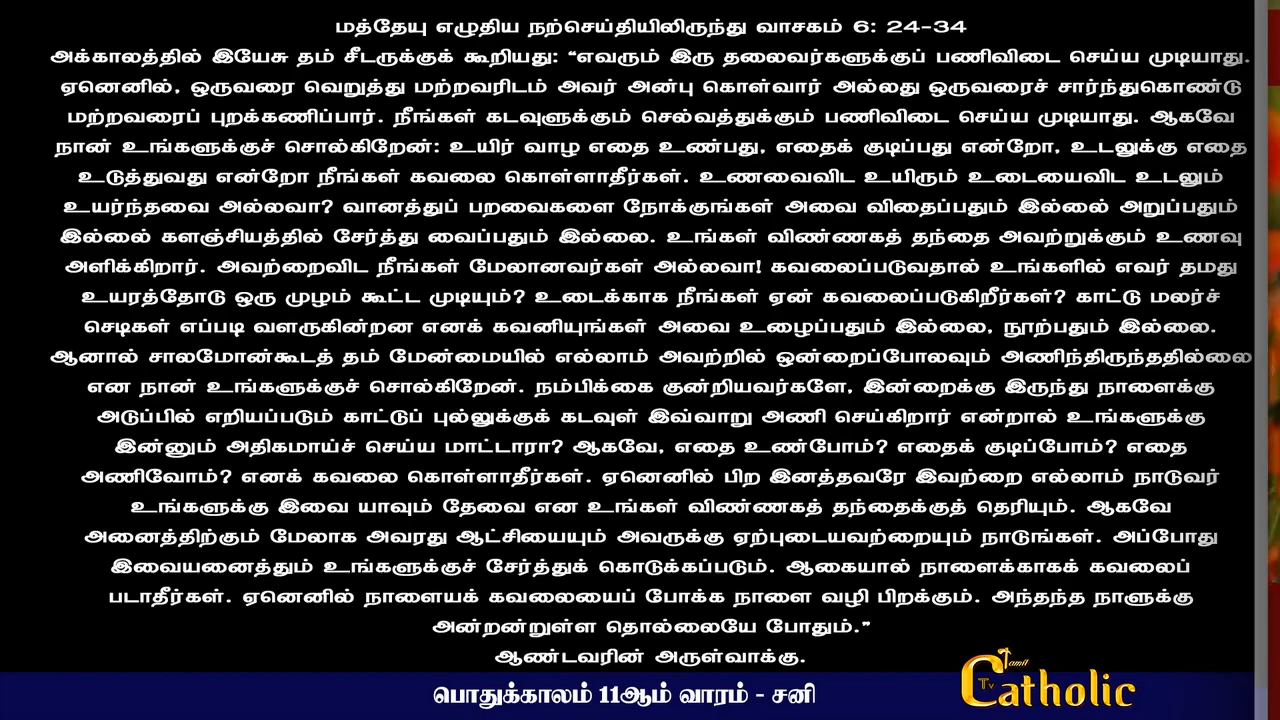 மத்தேயு எழுதிய நற்செய்தியிலிருந்து வாசகம் 6: 24-34
அக்காலத்தில் இயேசு தம் சீடருக்குக் கூறியது: “எவரும் இரு தலைவர்களுக்குப் பணிவிடை செய்ய முடியாது.
ஏனெனில், ஒருவரை வெறுத்து மற்றவரிடம் அவர் அன்பு கொள்வார் அல்லது ஒருவரைச் சார்ந்துகொண்டு
மற்றவரைப் புறக்கணிப்பார். நீங்கள் கடவுளுக்கும் செல்வத்துக்கும் பணிவிடை செய்ய முடியாது. ஆகவே
நான் உங்களுக்குச் சொல்கிறேன்: உயிர் வாழ எதை உண்பது, எதைக் குடிப்பது என்றோ, உடலுக்கு எதை
உடுத்துவது என்றோ நீங்கள் கவலை கொள்ளாதீர்கள். உணவைவிட உயிரும் உடையைவிட உடலும்
உயர்ந்தவை அல்லவா? வானத்துப் பறவைகளை நோக்குங்கள் அவை விதைப்பதும் இல்லை அறுப்பதும்
இல்லை களஞ்சியத்தில் சேர்த்து வைப்பதும் இல்லை. உங்கள் விண்ணகத் தந்தை அவற்றுக்கும் உணவு
அளிக்கிறார். அவற்றைவிட நீங்கள் மேலானவர்கள் அல்லவா! கவலைப்படுவதால் உங்களில் எவர் தமது
உயரத்தோடு ஒரு முழம் கூட்ட முடியும்? உடைக்காக நீங்கள் ஏன் கவலைப்படுகிறீர்கள்? காட்டு மலர்ச்
செடிகள் எப்படி வளருகின்றன எனக் கவனியுங்கள் அவை உழைப்பதும் இல்லை, நூற்பதும் இல்லை.
ஆனால் சாலமோன்கூடத் தம் மேன்மையில் எல்லாம் அவற்றில் ஒன்றைப்போலவும் அணிந்திருந்ததில்லை
என நான் உங்களுக்குச் சொல்கிறேன். நம்பிக்கை குன்றியவர்களே, இன்றைக்கு இருந்து நாளைக்கு
அடுப்பில் எறியப்படும் காட்டுப் புல்லுக்குக் கடவுள் இவ்வாறு அணி செய்கிறார் என்றால் உங்களுக்கு
இன்னும் அதிகமாய்ச் செய்ய மாட்டாரா? ஆகவே, எதை உண்போம்? எதைக் குடிப்போம்? எதை
அணிவோம்? எனக் கவலை கொள்ளாதீர்கள். ஏனெனில் பிற இனத்தவரே இவற்றை எல்லாம் நாடுவர்
உங்களுக்கு இவை யாவும் தேவை என உங்கள் விண்ணகத் தந்தைக்குத் தெரியும். ஆகவே
அனைத்திற்கும் மேலாக அவரது ஆட்சியையும் அவருக்கு ஏற்புடையவற்றையும் நாடுங்கள். அப்போது
இவையனைத்தும் உங்களுக்குச் சேர்த்துக் கொடுக்கப்படும். ஆகையால் நாளைக்காகக் கவலைப்
படாதீர்கள். ஏனெனில் நாளையக் கவலையைப் போக்க நாளை வழி பிறக்கும். அந்தந்த நாளுக்கு
அன்றன்றுள்ள தொல்லையே போதும்.”
ஆண்டவரின் அருள்வாக்கு.
பொதுக்காலம் 11ஆம் வாரம் - சனி
Tamil
Catholic
Tv